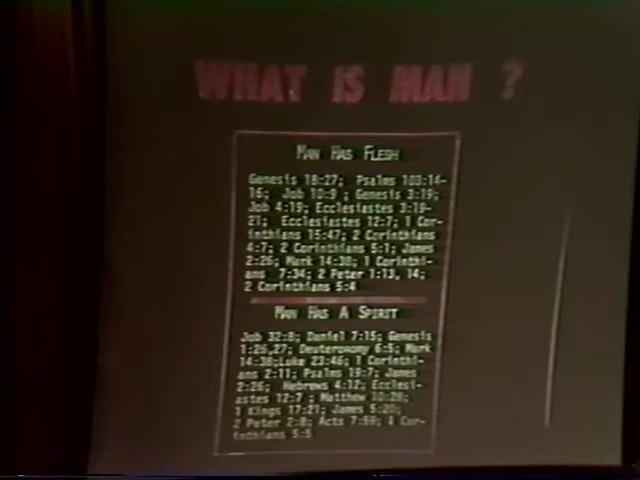 WHAT IS MAN ?
MAN HAS FLESH
Genesis 18:27; Psalms 103:14-
16; Job 10:9 ; Genesis 3:19;
Job 4:19; Ecclesiastes 3:19-
21; Ecclesiastes 12:7; 1 Cor-
inthians 15:47; 2 Corinthians
4:7; 2 Corinthians 5:1; James
2:26; Mark 14:38; 1 Corinthi-
ans 7:34; 2 Peter 1:13, 14;
2 Corinthians 5:4
MAN HAS A SPIRIT
Job 32:8; Daniel 7:15; Genesis
1:26,27; Deuteronomy 6:5; Mark
14:38;Luke 23:46; 1 Corinthi-
ans 2:11; Psalms 19:7; James
2:26; Hebrews 4:12; Ecclesi-
astes 12:7 ; Matthew 10:28;
1 Kings 17:21; James 5:20;
2 Peter 2:8; Acts 7:59; 1 Cor-
inthians 5:5